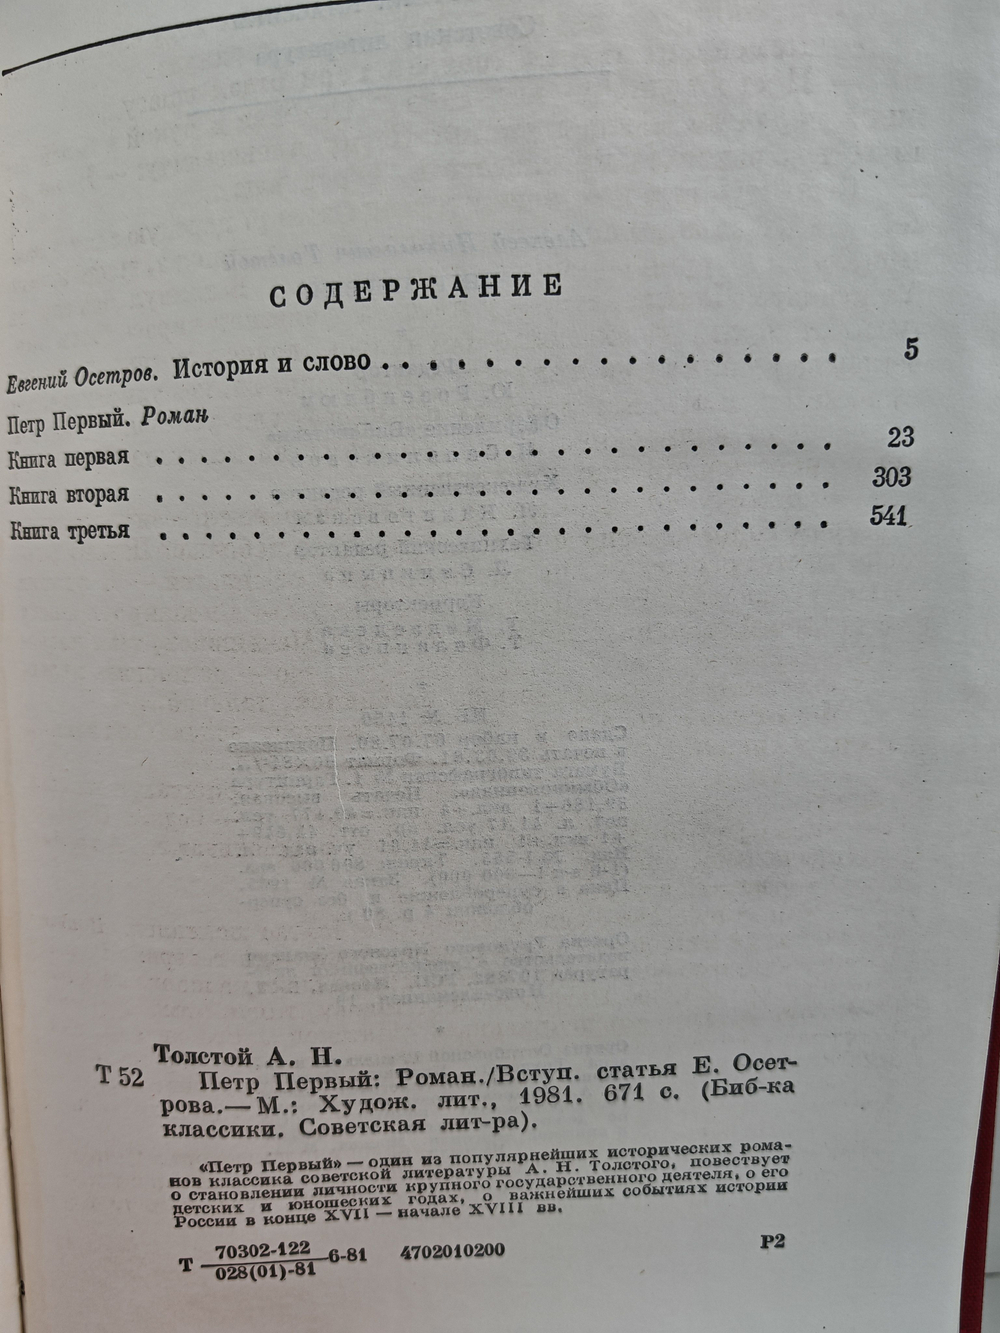 СОДЕРЖАНИЕ
Евгений Осетров. История и слово . . . . . . . . . . . . . . . . . 5
Петр Первый. Роман
Книга первая . . . . . . . . . . . . . . . . . . . . . . . . . 23
Книга вторая . . . . . . . . . . . . . . . . . . . . . . . . . 303
Книга третья . . . . . . . . . . . . . . . . . . . . . . . . . 541
Толстой А. Н.
Т 52 Петр Первый: Роман./Вступ. статья Е. Осет-
рова.— М.: Худож. лит., 1981. 671 с. (Биб-ка
классики. Советская лит-ра).
«Петр Первый» — один из популярнейших исторических рома-
нов классика советской литературы А. Н. Толстого, повествует
о становлении личности крупного государственного деятеля, о его
детских и юношеских годах, о важнейших событиях истории
России в конце XVII — начале XVIII вв.
Т 70302-122
028(01)-81 6-81 4702010200 Р2